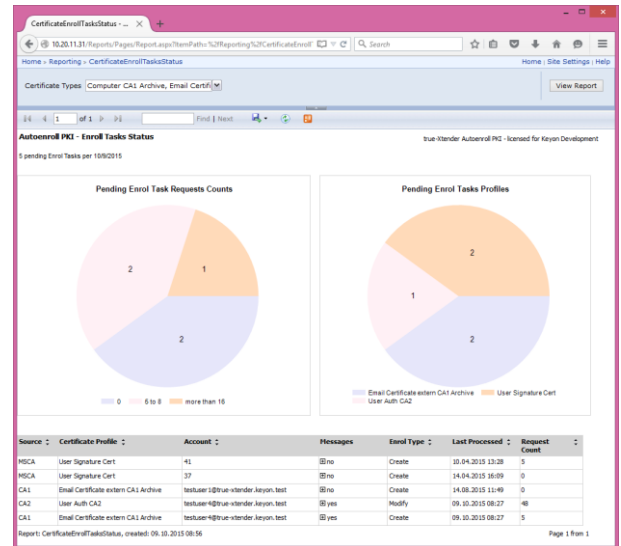 CertificateEnrollTasksStatus - ...
10.20.11.31/Reports/Pages/Report.aspx?ItemPath=%2fReporting%2fCertificateEnroll
Search
Home > Reporting > CertificateEnrollTasksStatus
Home | Site Settings | Help
Certificate Types Computer CA1 Archive, Email Certifi
View Report
1 of 1 Find | Next
Autoenroll PKI - Enroll Tasks Status
true-Xtender Autoenroll PKI - licensed for Keyon Development
5 pending Enrol Tasks per 10/9/2015
Pending Enrol Task Requests Counts
2
1
2
0 6 to 8 more than 16
Pending Enrol Tasks Profiles
2
1
2
Email Certificate extern CA1 Archive User Signature Cert
User Auth CA2
Source Certificate Profile Account Messages Enrol Type Last Processed Request Count
MSCA User Signature Cert 41 no Create 10.04.2015 13:28 5
MSCA User Signature Cert 37 no Create 14.04.2015 16:09 0
CA1 Email Certificate extern CA1 Archive testuser1@true-xtender.keyon.test no Create 14.08.2015 11:49 0
CA2 User Auth CA2 testuser4@true-xtender.keyon.test yes Modify 09.10.2015 08:27 48
CA1 Email Certificate extern CA1 Archive testuser4@true-xtender.keyon.test yes Create 09.10.2015 08:27 5
Report: CertificateEnrollTasksStatus, created: 09.10.2015 08:56
Page 1 from 1